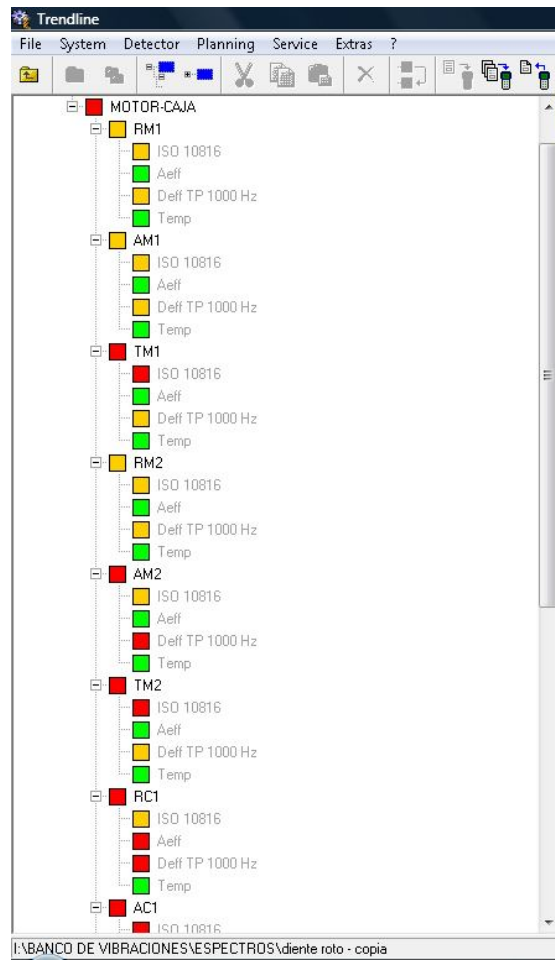 Trendline
File System Detector Planning Service Extras ?
MOTOR-CAJA
RM1
ISO 10816
Aeff
Deff TP 1000 Hz
Temp
AM1
ISO 10816
Aeff
Deff TP 1000 Hz
Temp
TM1
ISO 10816
Aeff
Deff TP 1000 Hz
Temp
RM2
ISO 10816
Aeff
Deff TP 1000 Hz
Temp
AM2
ISO 10816
Aeff
Deff TP 1000 Hz
Temp
TM2
ISO 10816
Aeff
Deff TP 1000 Hz
Temp
RC1
ISO 10816
Aeff
Deff TP 1000 Hz
Temp
AC1
ISO 10816
I:\BANCO DE VIBRACIONES\ESPECTROS\diente roto - copia